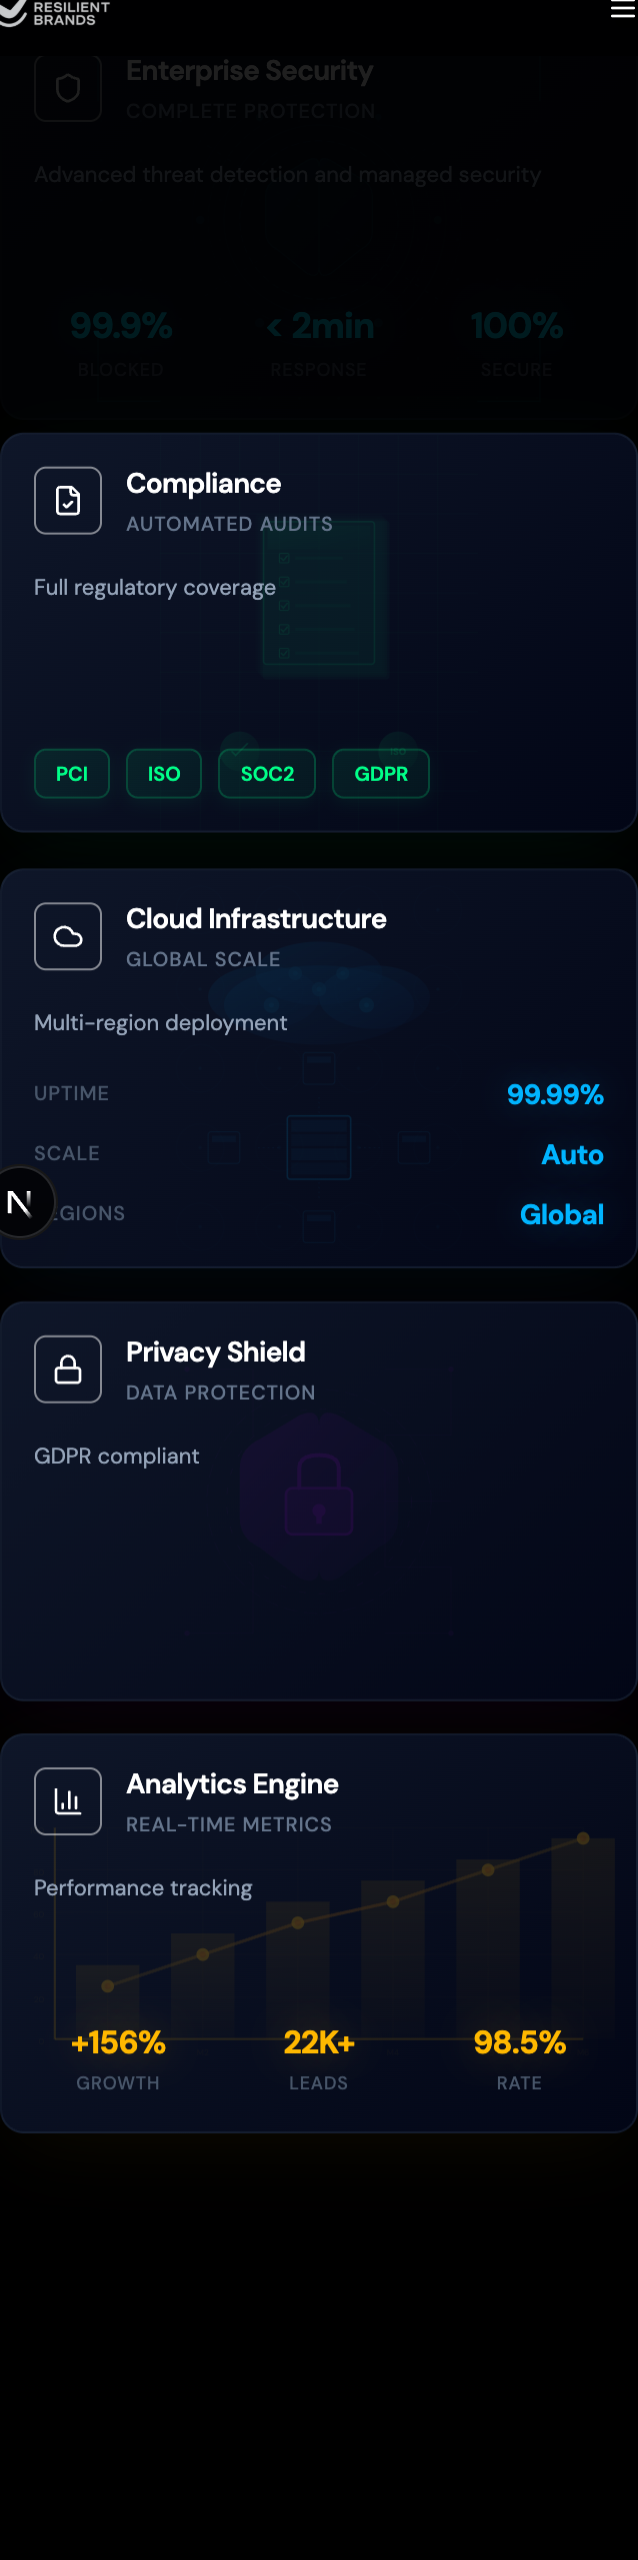 RESILIENT
BRANDS
Enterprise Security
COMPLETE PROTECTION
Advanced threat detection and managed security
99.9% < 2min 100%
BLOCKED RESPONSE SECURE
Compliance
AUTOMATED AUDITS
Full regulatory coverage
ISO
PCI ISO SOC2 GDPR
Cloud Infrastructure
GLOBAL SCALE
Multi-region deployment
UPTIME 99.99%
SCALE Auto
N
EGIONS Global
Privacy Shield
DATA PROTECTION
GDPR compliant
Analytics Engine
REAL-TIME METRICS
Performance tracking
+156% 22K+ 98.5%
GROWTH LEADS RATE